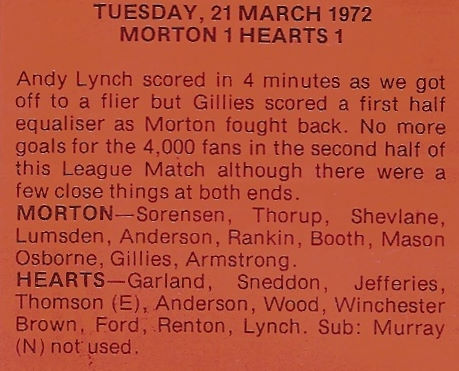 TUESDAY, 21 MARCH 1972
MORTON 1 HEARTS 1
Andy Lynch scored in 4 minutes as we got
off to a flier but Gillies scored a first half
equaliser as Morton fought back. No more
goals for the 4,000 fans in the second half of
this League Match although there were a
few close things at both ends.
MORTON—Sorensen, Thorup, Shevlane,
Lumsden, Anderson, Rankin, Booth, Mason
Osborne, Gillies, Armstrong.
HEARTS—Garland, Sneddon, Jefferies,
Thomson (E), Anderson, Wood, Winchester
Brown, Ford, Renton, Lynch. Sub: Murray
(N) not used.